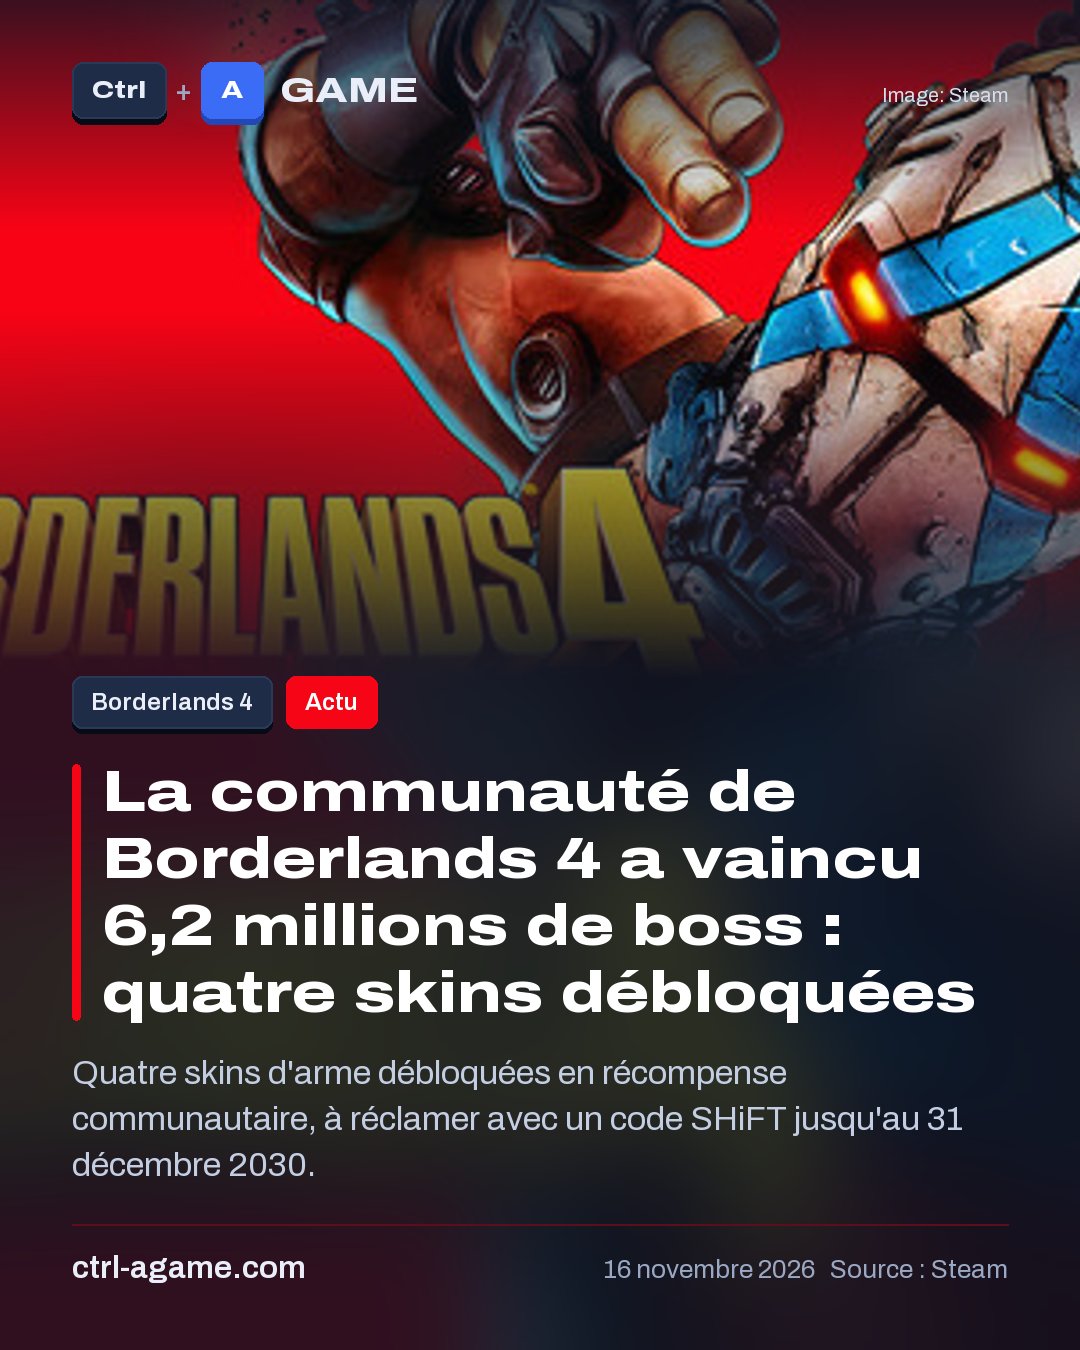 Ctrl + A GAME
Image: Steam
RDERLANDS 4
Borderlands 4 Actu
La communauté de
Borderlands 4 a vaincu
6,2 millions de boss :
quatre skins débloquées
Quatre skins d'arme débloquées en récompense
communautaire, à réclamer avec un code SHiFT jusqu'au 31
décembre 2030.
ctrl-agame.com
16 novembre 2026 Source : Steam